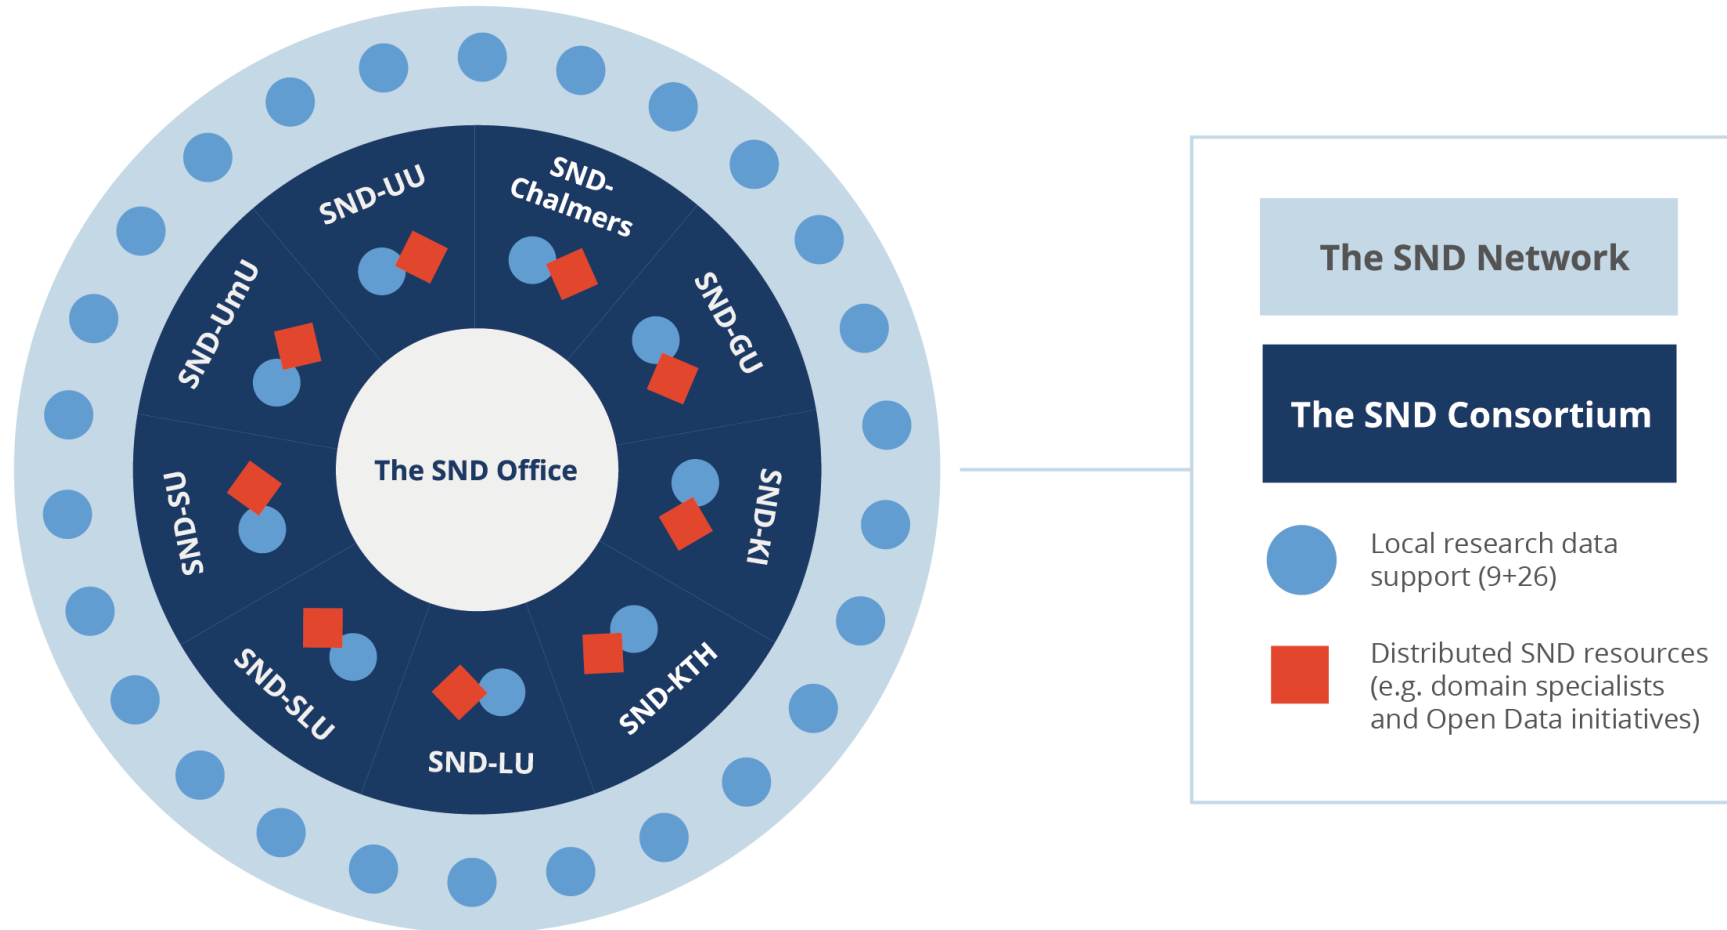 SND-UU
SND-
Chalmers
SND-UmU
SND-GU
The SND Office
SND-SU
SND-KI
SND-SLU
SND-KTH
SND-LU
The SND Network
The SND Consortium
Local research data
support (9+26)
Distributed SND resources
(e.g. domain specialists
and Open Data initiatives)